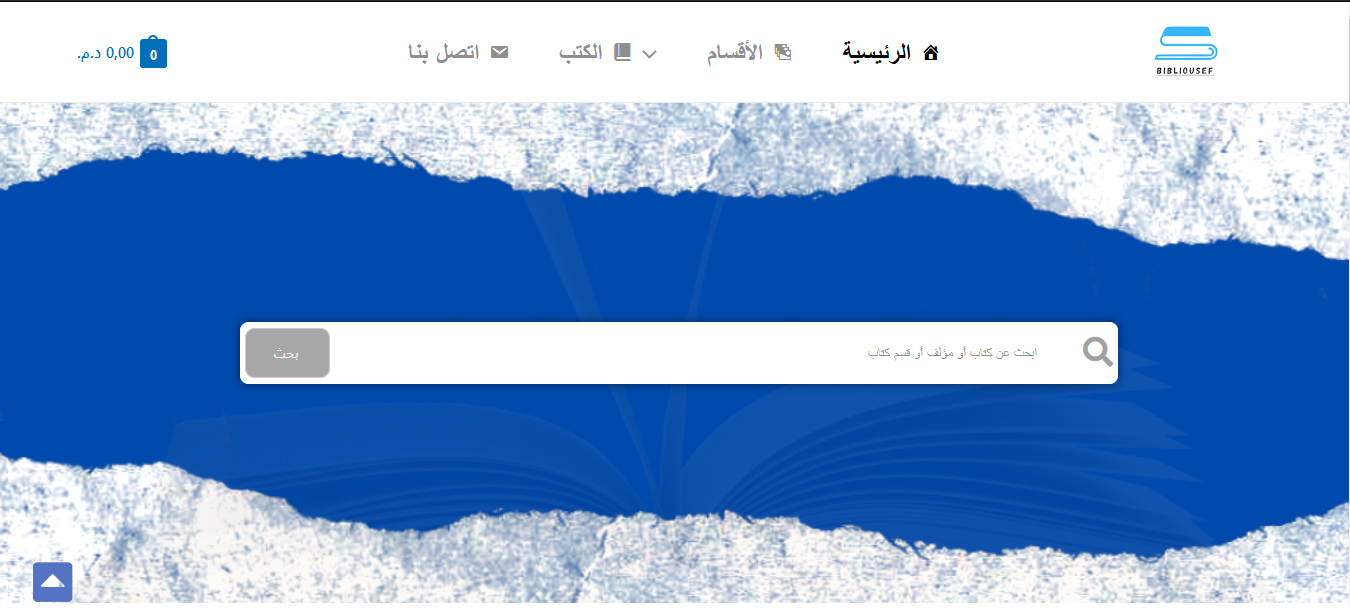 BIBLIOUSEF
الرئيسية
الأقسام
الكتب
اتصل بنا
0
0,00 د.م.
ابحث عن كتاب أو مؤلف أو قسم كتاب
بحث